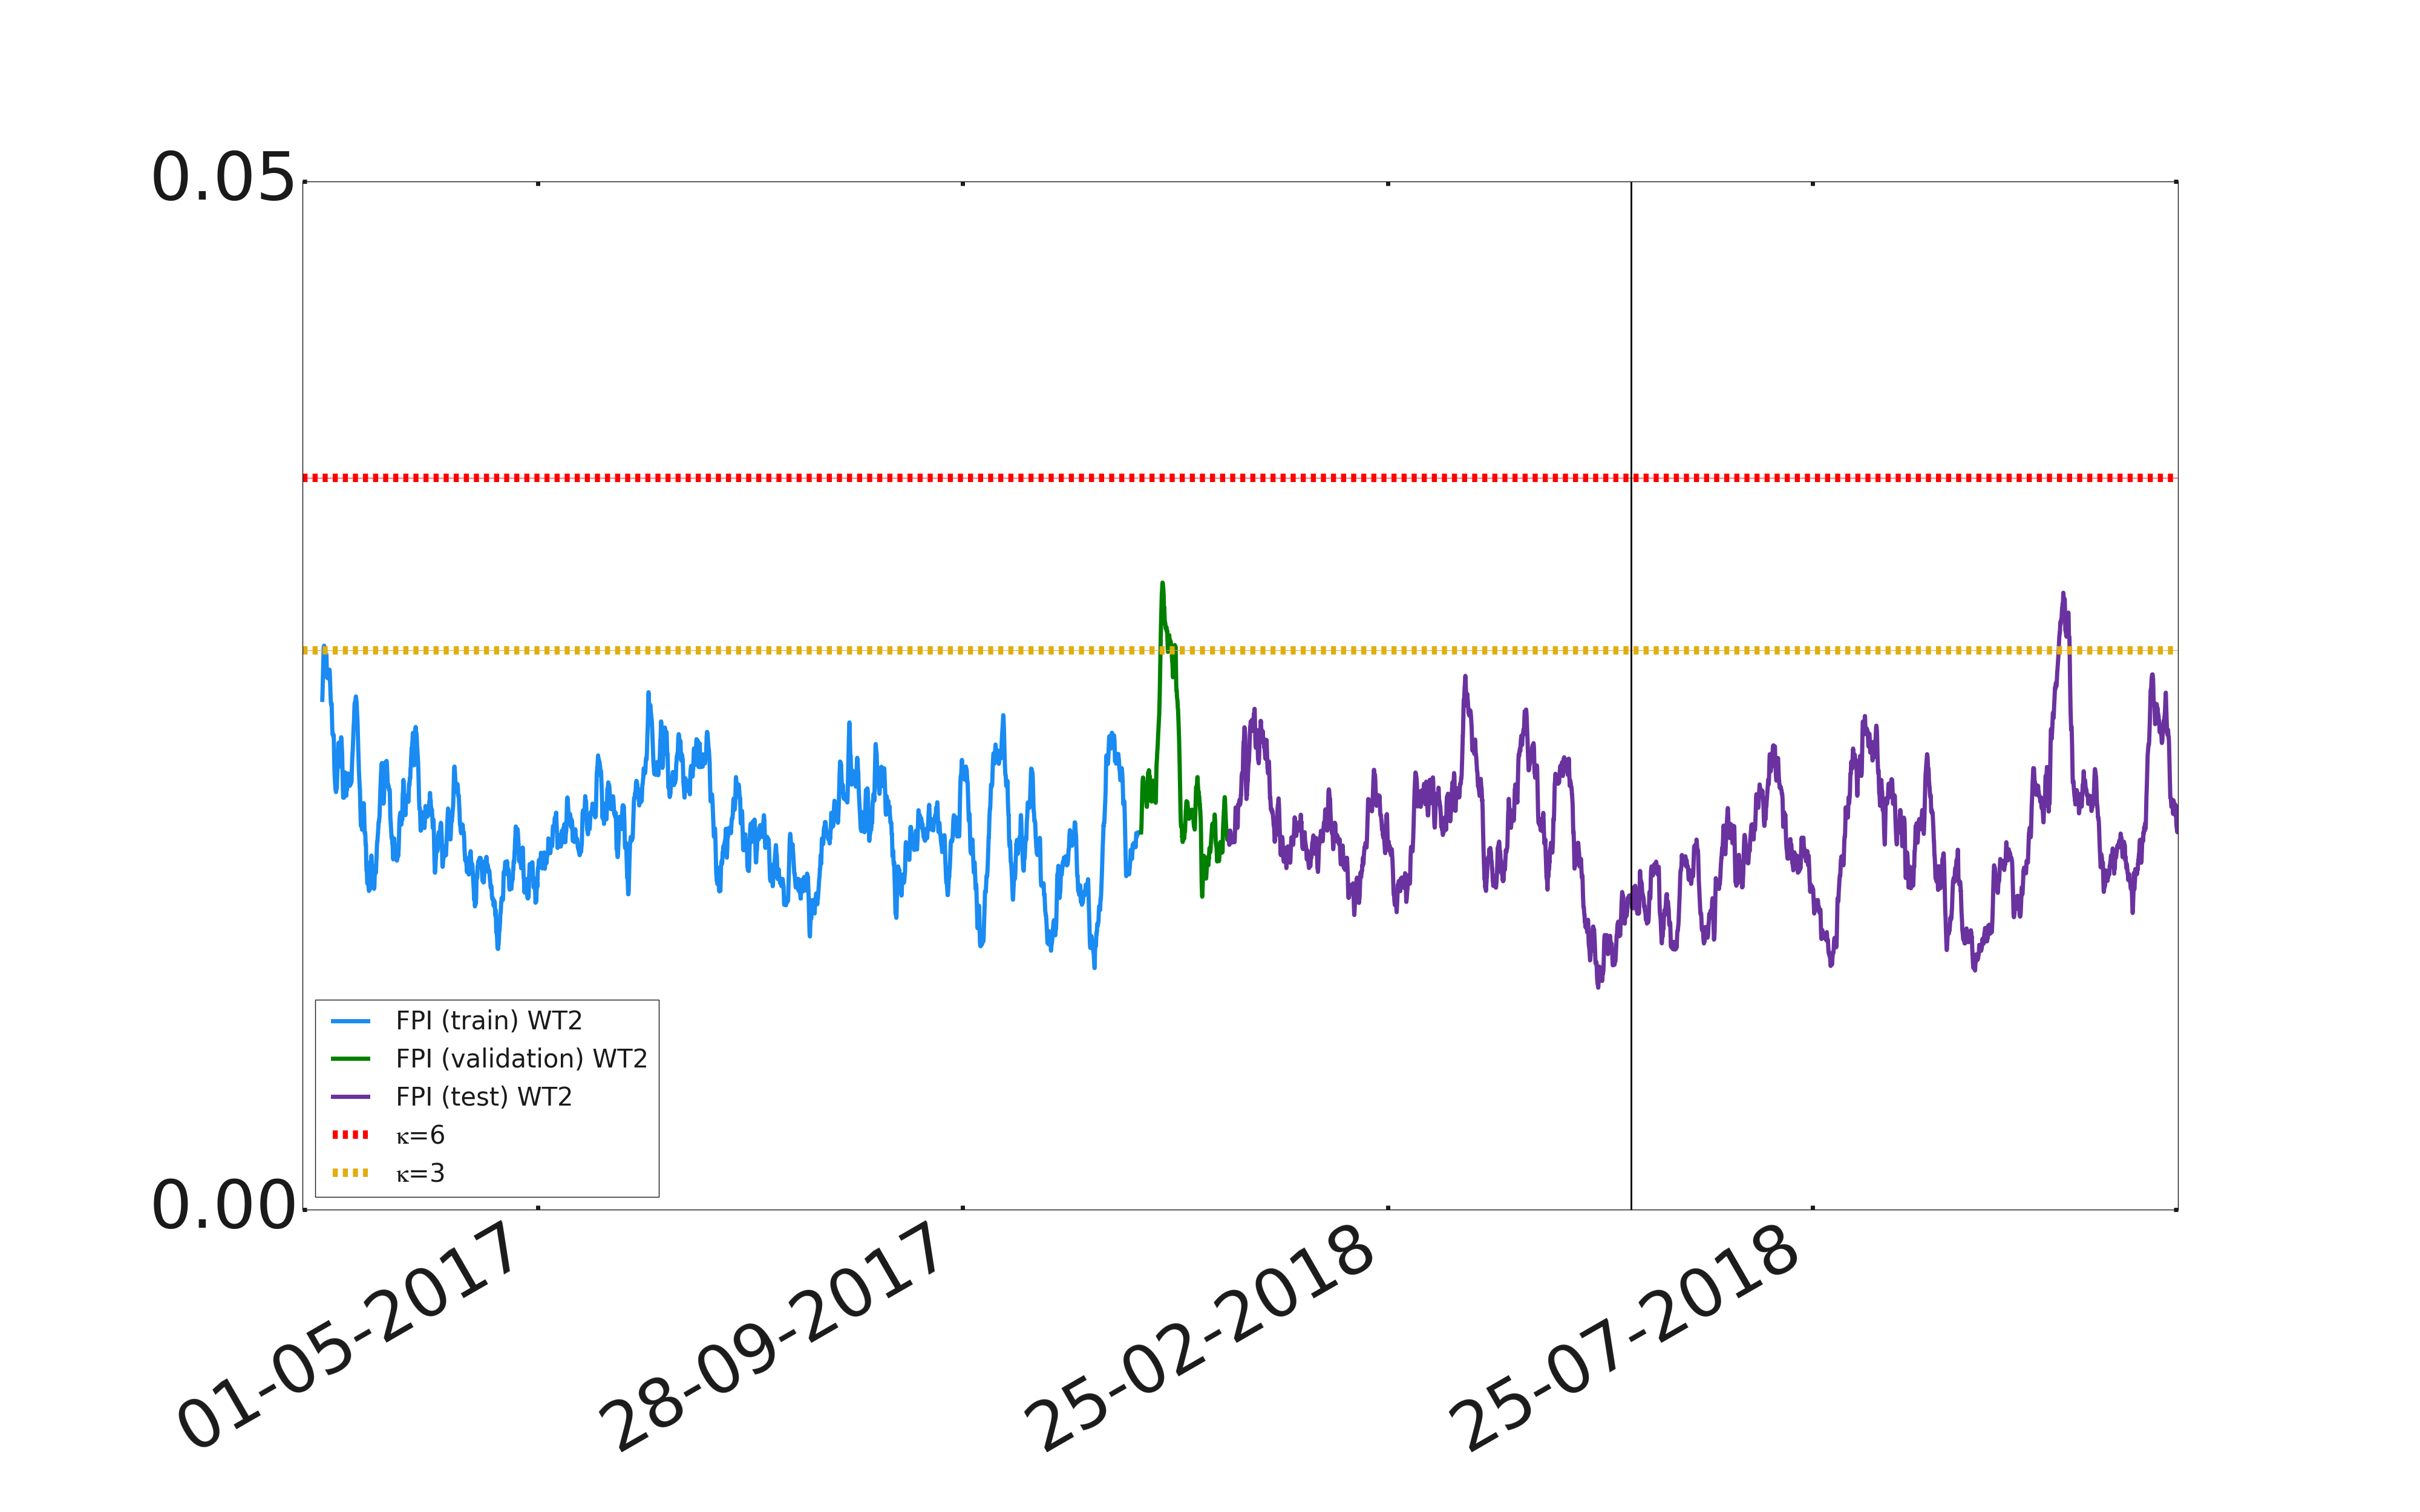 0.05
0.00
FPI (train) WT2
FPI (validation) WT2
FPI (test) WT2
κ=6
κ=3
01-05-2017
28-09-2017
25-02-2018
25-07-2018